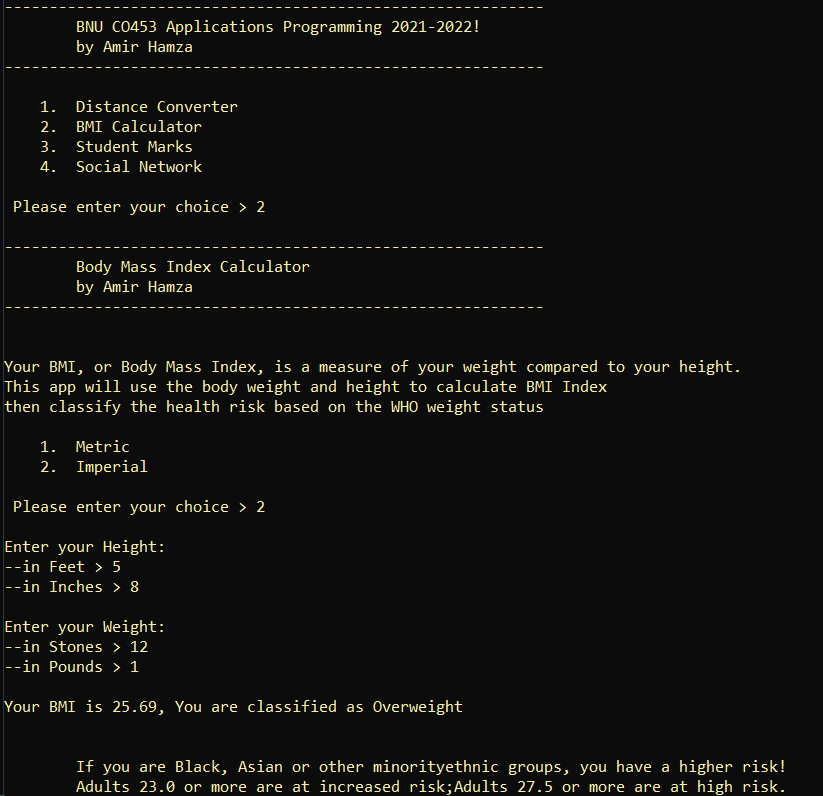 ------------------------------------------------------------
BNU CO453 Applications Programming 2021-2022!
by Amir Hamza
------------------------------------------------------------
1. Distance Converter
2. BMI Calculator
3. Student Marks
4. Social Network
Please enter your choice > 2
------------------------------------------------------------
Body Mass Index Calculator
by Amir Hamza
------------------------------------------------------------
Your BMI, or Body Mass Index, is a measure of your weight compared to your height.
This app will use the body weight and height to calculate BMI Index
then classify the health risk based on the WHO weight status
1. Metric
2. Imperial
Please enter your choice > 2
Enter your Height:
--in Feet > 5
--in Inches > 8
Enter your Weight:
--in Stones > 12
--in Pounds > 1
Your BMI is 25.69, You are classified as Overweight
If you are Black, Asian or other minorityethnic groups, you have a higher risk!
Adults 23.0 or more are at increased risk;Adults 27.5 or more are at high risk.